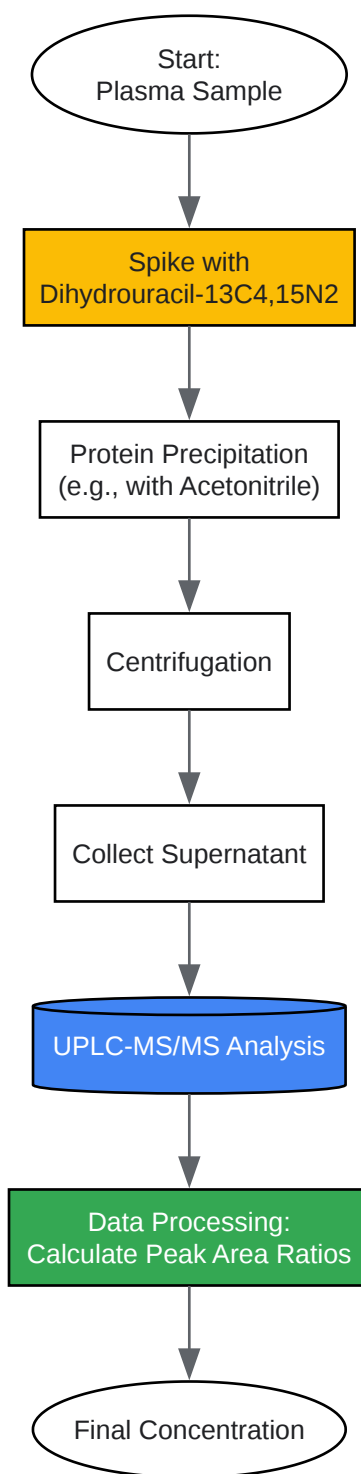 Start:
Plasma Sample
Spike with
Dihydrouracil-13C4,15N2
Protein Precipitation
(e.g., with Acetonitrile)
Centrifugation
Collect Supernatant
UPLC-MS/MS Analysis
Data Processing:
Calculate Peak Area Ratios
Final Concentration